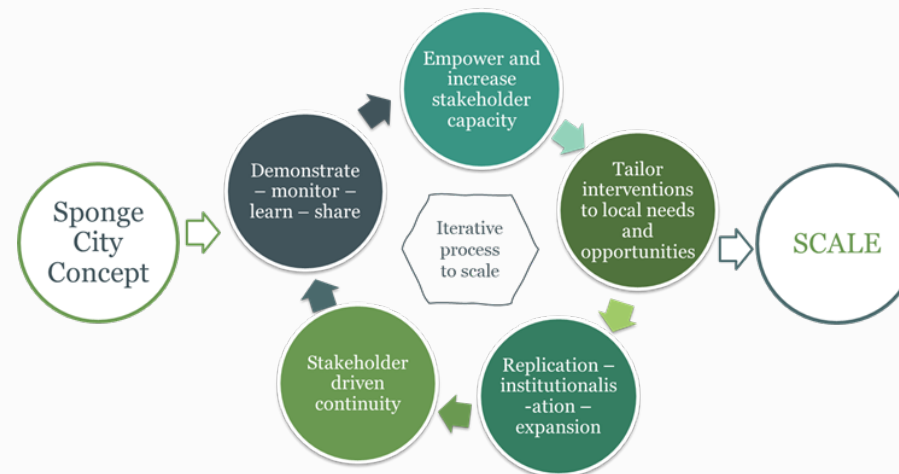 Sponge
City
Concept
Demonstrate
– monitor –
learn – share
Empower and
increase
stakeholder
capacity
Tailor
interventions
to local needs
and
opportunities
Replication –
institutionalis
-ation –
expansion
Stakeholder
driven
continuity
Iterative
process
to scale
SCALE